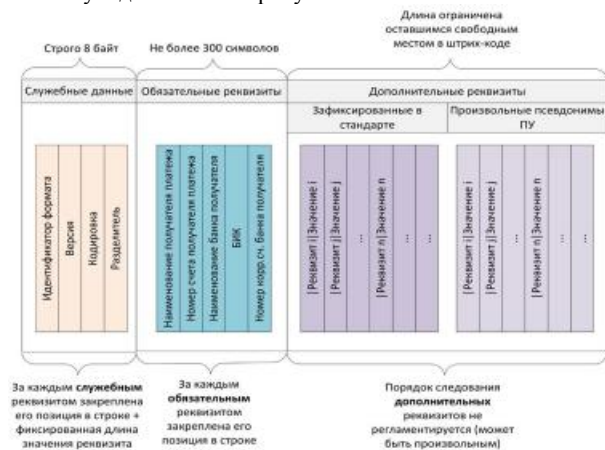 Строго 8 байт
Не более 300 символов
Длина ограничена
оставшимся свободным
местом в штрих-коде
Служебные данные
Обязательные реквизиты
Дополнительные реквизиты
Зафиксированные в
стандарте
Произвольные псевдонимы
ПУ
Идентификатор формата
Версия
Кодировка
Разделитель
Наименование получателя платежа
Номер счета получателя платежа
Наименование банка получателя
БИК
Номер корр.сч. банка получателя
|Реквизит i|Значение i
|Реквизит j|Значение j
...
|Реквизит n|Значение n
...
...
|Реквизит i|Значение i
|Реквизит j|Значение j
...
|Реквизит n|Значение n
...
...
За каждым служебным
реквизитом закреплена
его позиция в строке +
фиксированная длина
значения реквизита
За каждым
обязательным
реквизитом
закреплена его
позиция в строке
Порядок следования
дополнительных
реквизитов не
регламентируется (может
быть произвольным)